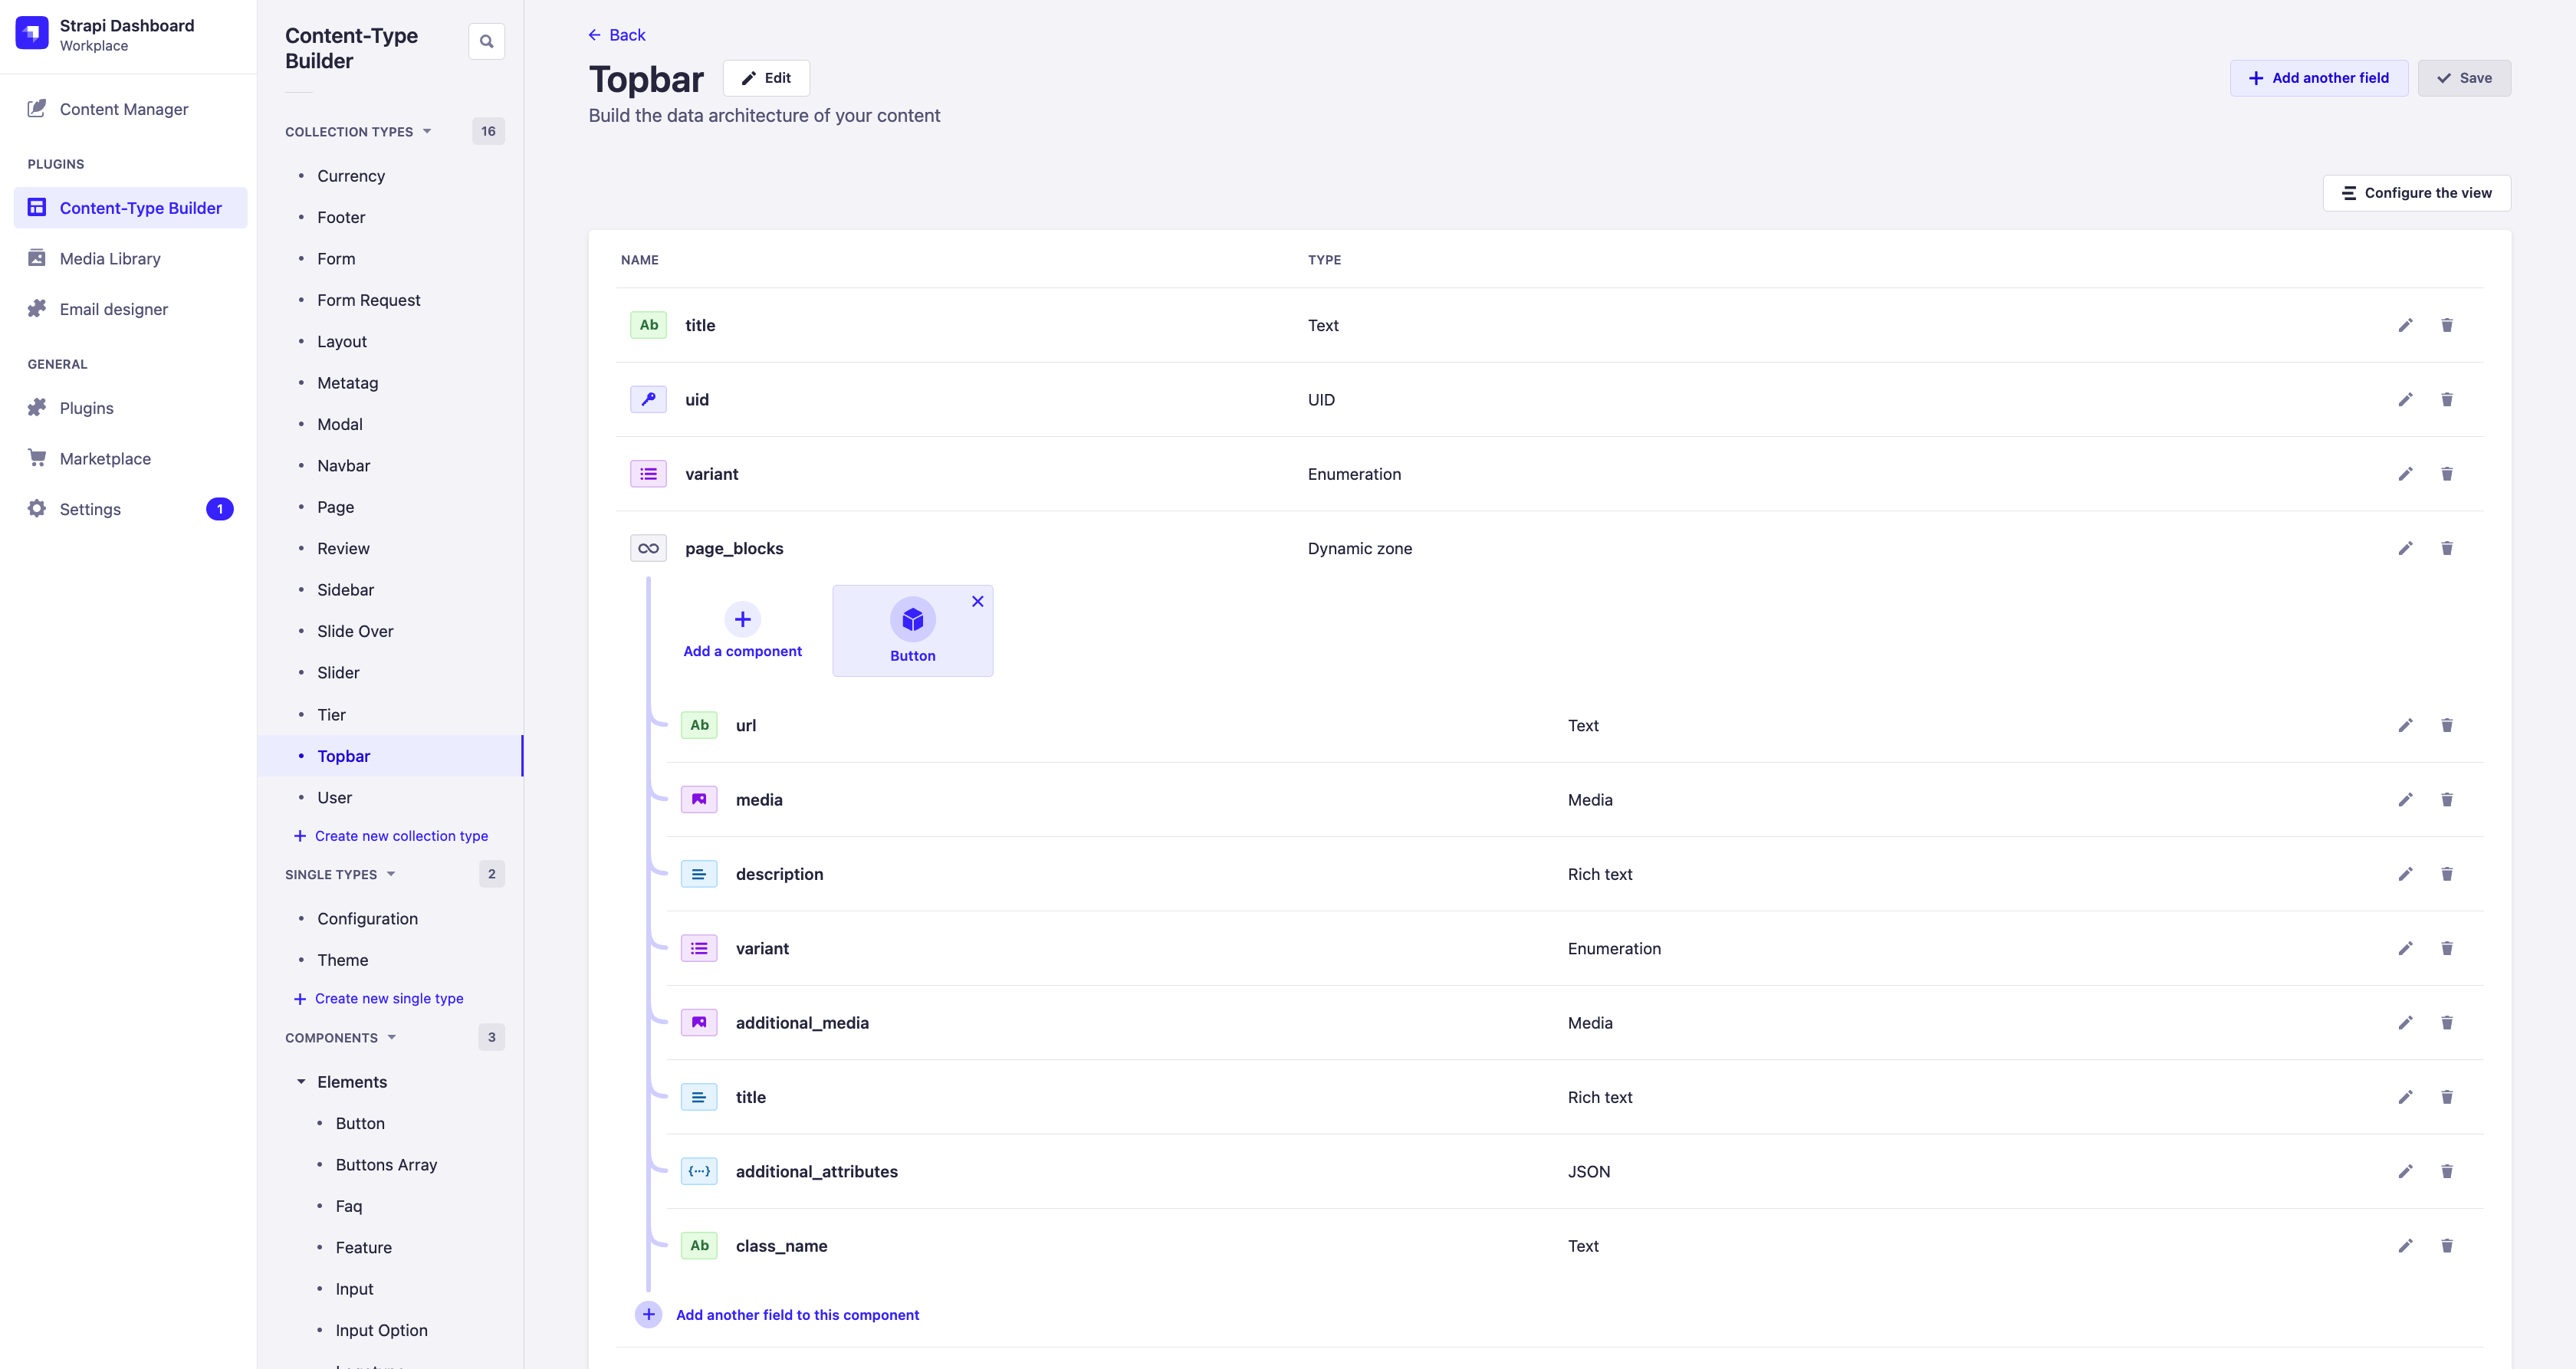 Strapi Dashboard
Workplace
Content Manager
PLUGINS
Content-Type Builder
Media Library
Email designer
GENERAL
Plugins
Marketplace
Settings
1
Content-Type
Builder
COLLECTION TYPES
16
Currency
Footer
Form
Form Request
Layout
Metatag
Modal
Navbar
Page
Review
Sidebar
Slide Over
Slider
Tier
Topbar
User
Create new collection type
SINGLE TYPES
2
Configuration
Theme
Create new single type
COMPONENTS
3
Elements
Button
Buttons Array
Faq
Feature
Input
Input Option
Back
Topbar
Edit
Build the data architecture of your content
Add another field
Save
Configure the view
NAME TYPE
Ab title Text
uid UID
variant Enumeration
page_blocks Dynamic zone
Add a component
Button
Ab url Text
media Media
description Rich text
variant Enumeration
additional_media Media
title Rich text
additional_attributes JSON
Ab class_name Text
Add another field to this component